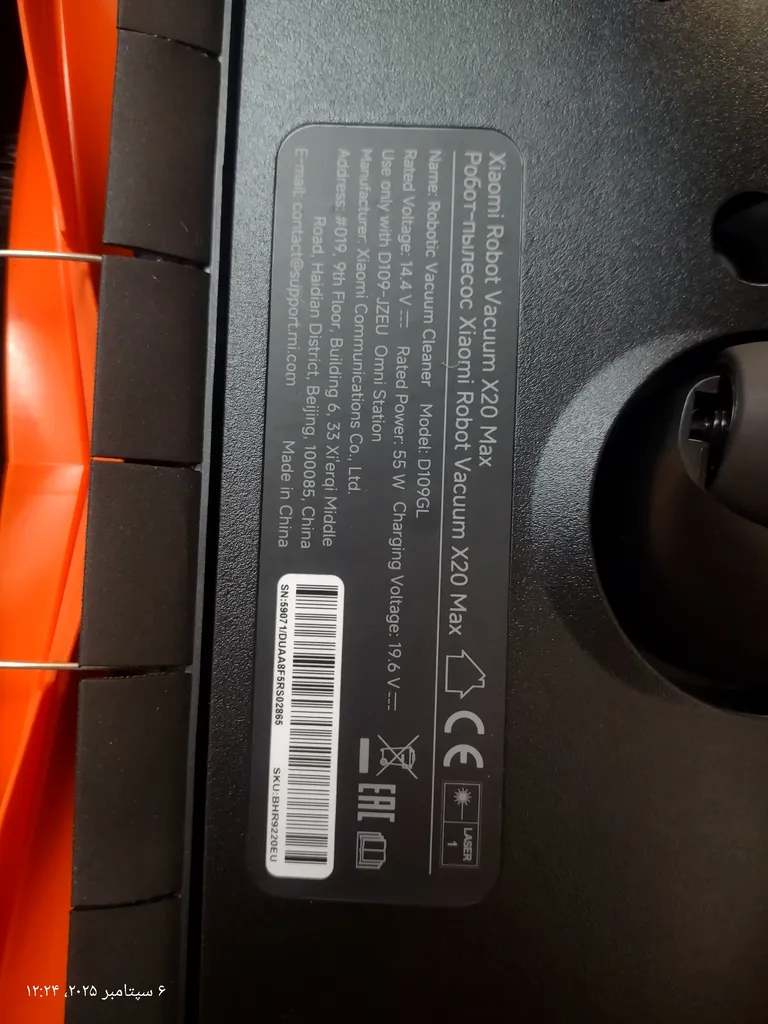 Xiaomi Robot Vacuum X20 Max
Робот-пылесос Xiaomi Robot Vacuum X20 Max
Name: Robotic Vacuum Cleaner Model: D109GL
Rated Voltage: 14.4 V Rated Power: 55 W Charging Voltage: 19.6 V
Use only with D109-JZEU Omni Station
Manufacturer: Xiaomi Communications Co., Ltd.
Address: #019, 9th Floor, Building 6, 33 Xi'erqi Middle
Road, Haidian District, Beijing, 100085, China
E-mail: contact@support.mi.com Made in China
CE
LASER
1
EAC
SN:59071/DUAA8F5RS02865
SKU:BHR9220EU
۶ سپتامبر ۲۰۲۵، ۱۲:۲۴